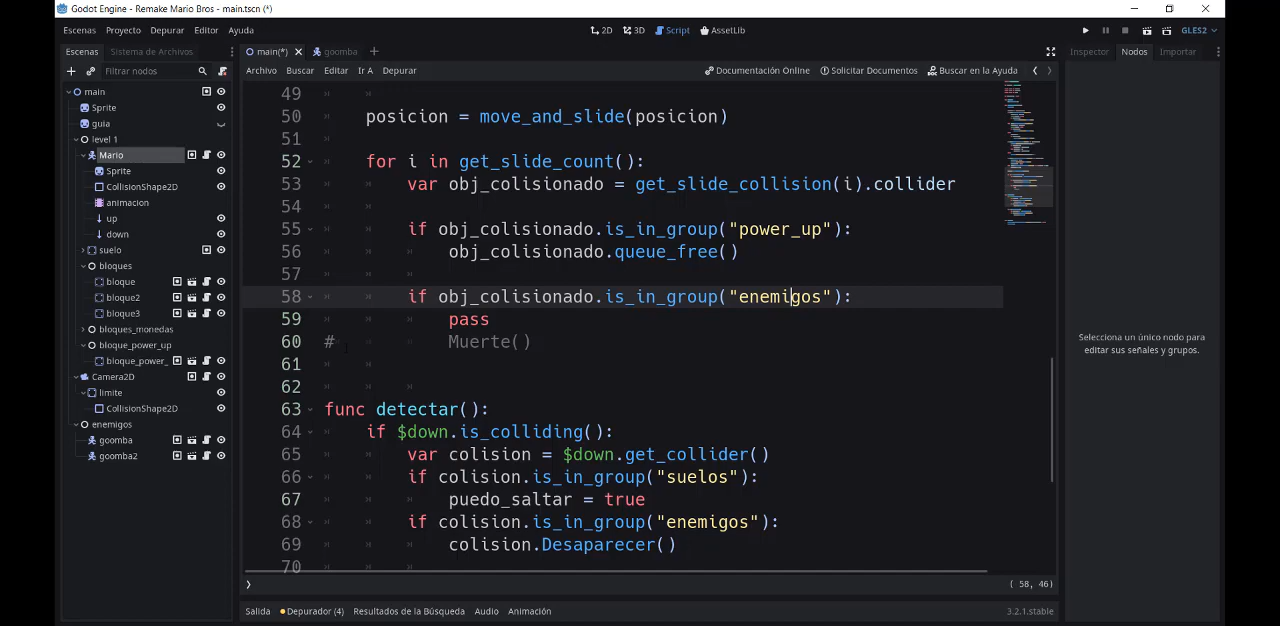 Godot Engine - Remake Mario Bros - main.tscn (*)
Escenas Proyecto Depurar Editor Ayuda
2D 3D Script AssetLib
GLES2
Escenas Sistema de Archivos
main(*) goomba
Inspector Nodos Importar
Filtrar nodos
Archivo Buscar Editar Ir A Depurar
Documentación Online Solicitar Documentos Buscar en la Ayuda
main
Sprite
guia
level 1
Mario
Sprite
CollisionShape2D
animacion
up
down
suelo
bloques
bloque
bloque2
bloque3
bloques_monedas
bloque_power_up
bloque_power_
Camera2D
limite
CollisionShape2D
enemigos
goomba
goomba2
49
50 posicion = move_and_slide(posicion)
51
52 for i in get_slide_count():
53 var obj_colisionado = get_slide_collision(i).collider
54
55 if obj_colisionado.is_in_group("power_up"):
56 obj_colisionado.queue_free()
57
58 if obj_colisionado.is_in_group("enemigos"):
59 pass
60 # Muerte()
61
62
63 func detectar():
64 if $down.is_colliding():
65 var colision = $down.get_collider()
66 if colision.is_in_group("suelos"):
67 puedo_saltar = true
68 if colision.is_in_group("enemigos"):
69 colision.Desaparecer()
70
( 58, 46)
Selecciona un único nodo para
editar sus señales y grupos.
Salida Depurador (4) Resultados de la Búsqueda Audio Animación
3.2.1.stable